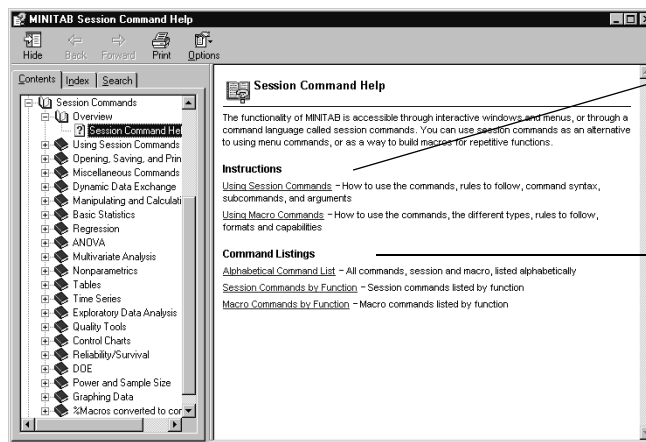 MINITAB Session Command Help
Hide Back Forward Print Options
Contents Index Search
Session Commands
Overview
Session Command Hel
Using Session Commands
Opening, Saving, and Prin
Miscellaneous Commands
Dynamic Data Exchange
Manipulating and Calculati
Basic Statistics
Regression
ANOVA
Multivariate Analysis
Nonparametrics
Tables
Time Series
Exploratory Data Analysis
Quality Tools
Control Charts
Reliability/Survival
DOE
Power and Sample Size
Graphing Data
%Macros converted to cor
Session Command Help
The functionality of MINITAB is accessible through interactive windows and menus, or through a
command language called session commands. You can use session commands as an alternative
to using menu commands, or as a way to build macros for repetitive functions.
Instructions
Using Session Commands - How to use the commands, rules to follow, command syntax,
subcommands, and arguments
Using Macro Commands - How to use the commands, the different types, rules to follow,
formats and capabilities
Command Listings
Alphabetical Command List - All commands, session and macro, listed alphabetically
Session Commands by Function - Session commands listed by function
Macro Commands by Function - Macro commands listed by function